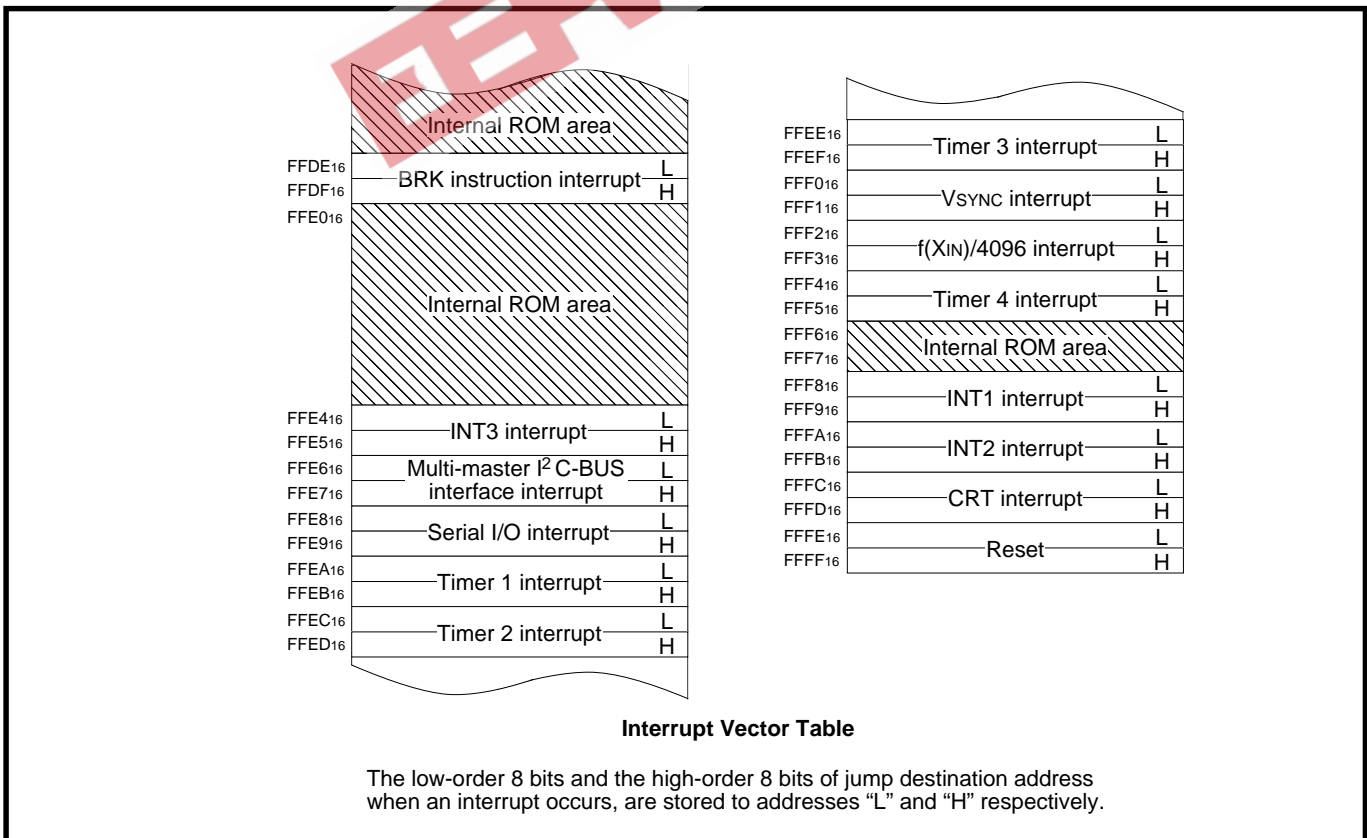 Internal ROM area
FFDE16 BRK instruction interrupt L
FFDF16 H
FFE016
Internal ROM area
FFE416 INT3 interrupt L
FFE516 H
FFE616 Multi-master I2 C-BUS L
FFE716 interface interrupt H
FFE816 Serial I/O interrupt L
FFE916 H
FFEA16 Timer 1 interrupt L
FFEB16 H
FFEC16 Timer 2 interrupt L
FFED16 H
FFEE16 Timer 3 interrupt L
FFEF16 H
FFF016 VSYNC interrupt L
FFF116 H
FFF216 f(XIN)/4096 interrupt L
FFF316 H
FFF416 Timer 4 interrupt L
FFF516 H
FFF616 Internal ROM area
FFF716
FFF816 INT1 interrupt L
FFF916 H
FFFA16 INT2 interrupt L
FFFB16 H
FFFC16 CRT interrupt L
FFFD16 H
FFFE16 Reset L
FFFF16 H
Interrupt Vector Table
The low-order 8 bits and the high-order 8 bits of jump destination address
when an interrupt occurs, are stored to addresses “L” and “H” respectively.